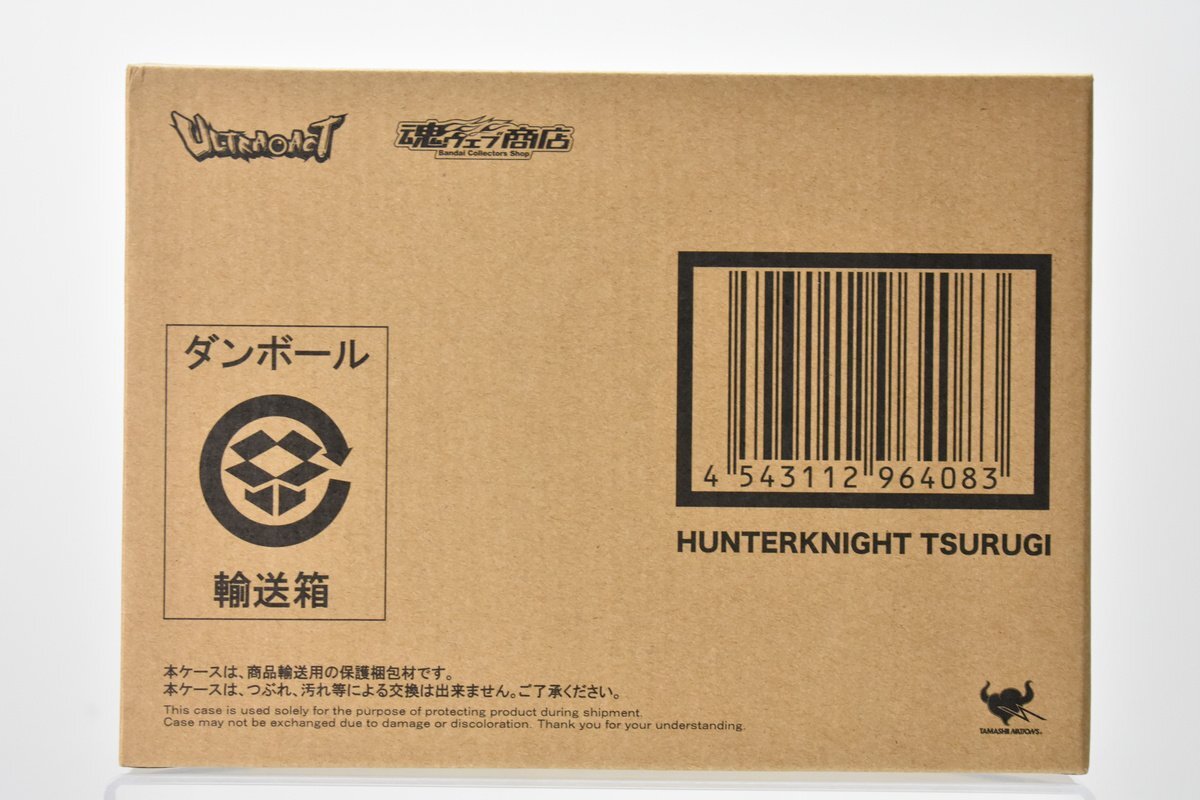 ULTRA-ACT
魂ウェブ商店
Bandai Collectors Shop
ダンボール
輸送箱
4 543112 964083
HUNTERKNIGHT TSURUGI
本ケースは、商品輸送用の保護梱包材です。
本ケースは、つぶれ、汚れ等による交換は出来ません。ご了承ください。
This case is used solely for the purpose of protecting product during shipment.
Case may not be exchanged due to damage or discoloration. Thank you for your understanding.
TAMASHII NATIONS